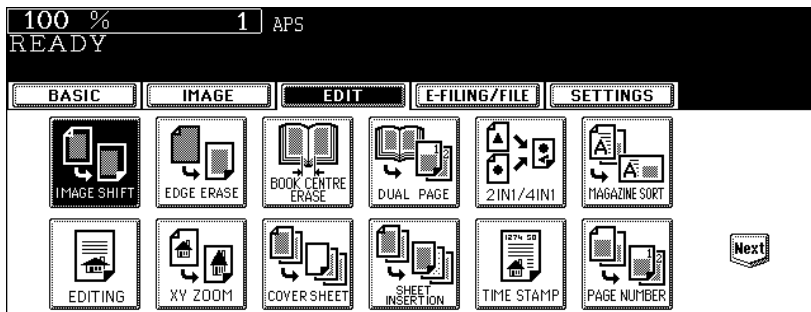 100 % 1 APS
READY
BASIC IMAGE EDIT E-FILING/FILE SETTINGS
IMAGE SHIFT
EDGE ERASE
BOOK CENTRE
ERASE
DUAL PAGE
2IN1/4IN1
MAGAZINE SORT
EDITING
XY ZOOM
COVER SHEET
SHEET
INSERTION
TIME STAMP
PAGE NUMBER
Next